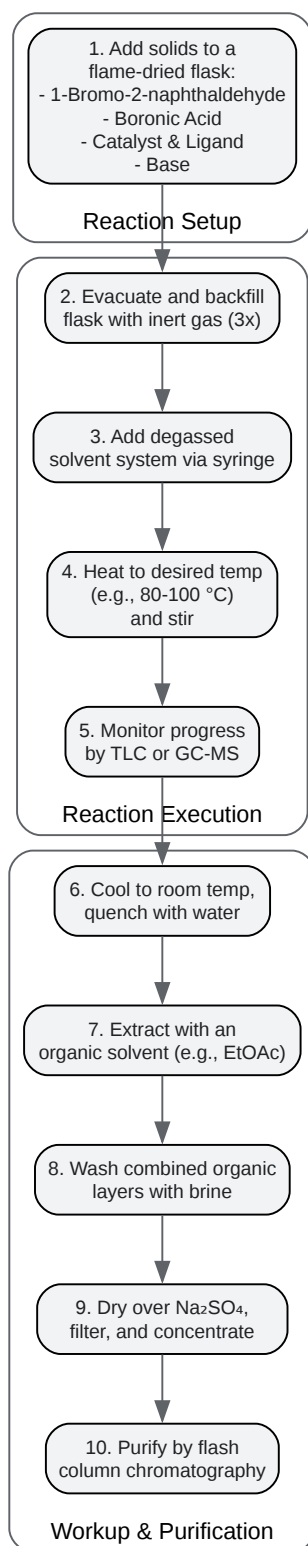 1. Add solids to a
flame-dried flask:
- 1-Bromo-2-naphthaldehyde
- Boronic Acid
- Catalyst & Ligand
- Base
Reaction Setup
2. Evacuate and backfill
flask with inert gas (3x)
3. Add degassed
solvent system via syringe
4. Heat to desired temp
(e.g., 80-100 °C)
and stir
5. Monitor progress
by TLC or GC-MS
Reaction Execution
6. Cool to room temp,
quench with water
7. Extract with an
organic solvent (e.g., EtOAc)
8. Wash combined organic
layers with brine
9. Dry over Na₂SO₄,
filter, and concentrate
10. Purify by flash
column chromatography
Workup & Purification